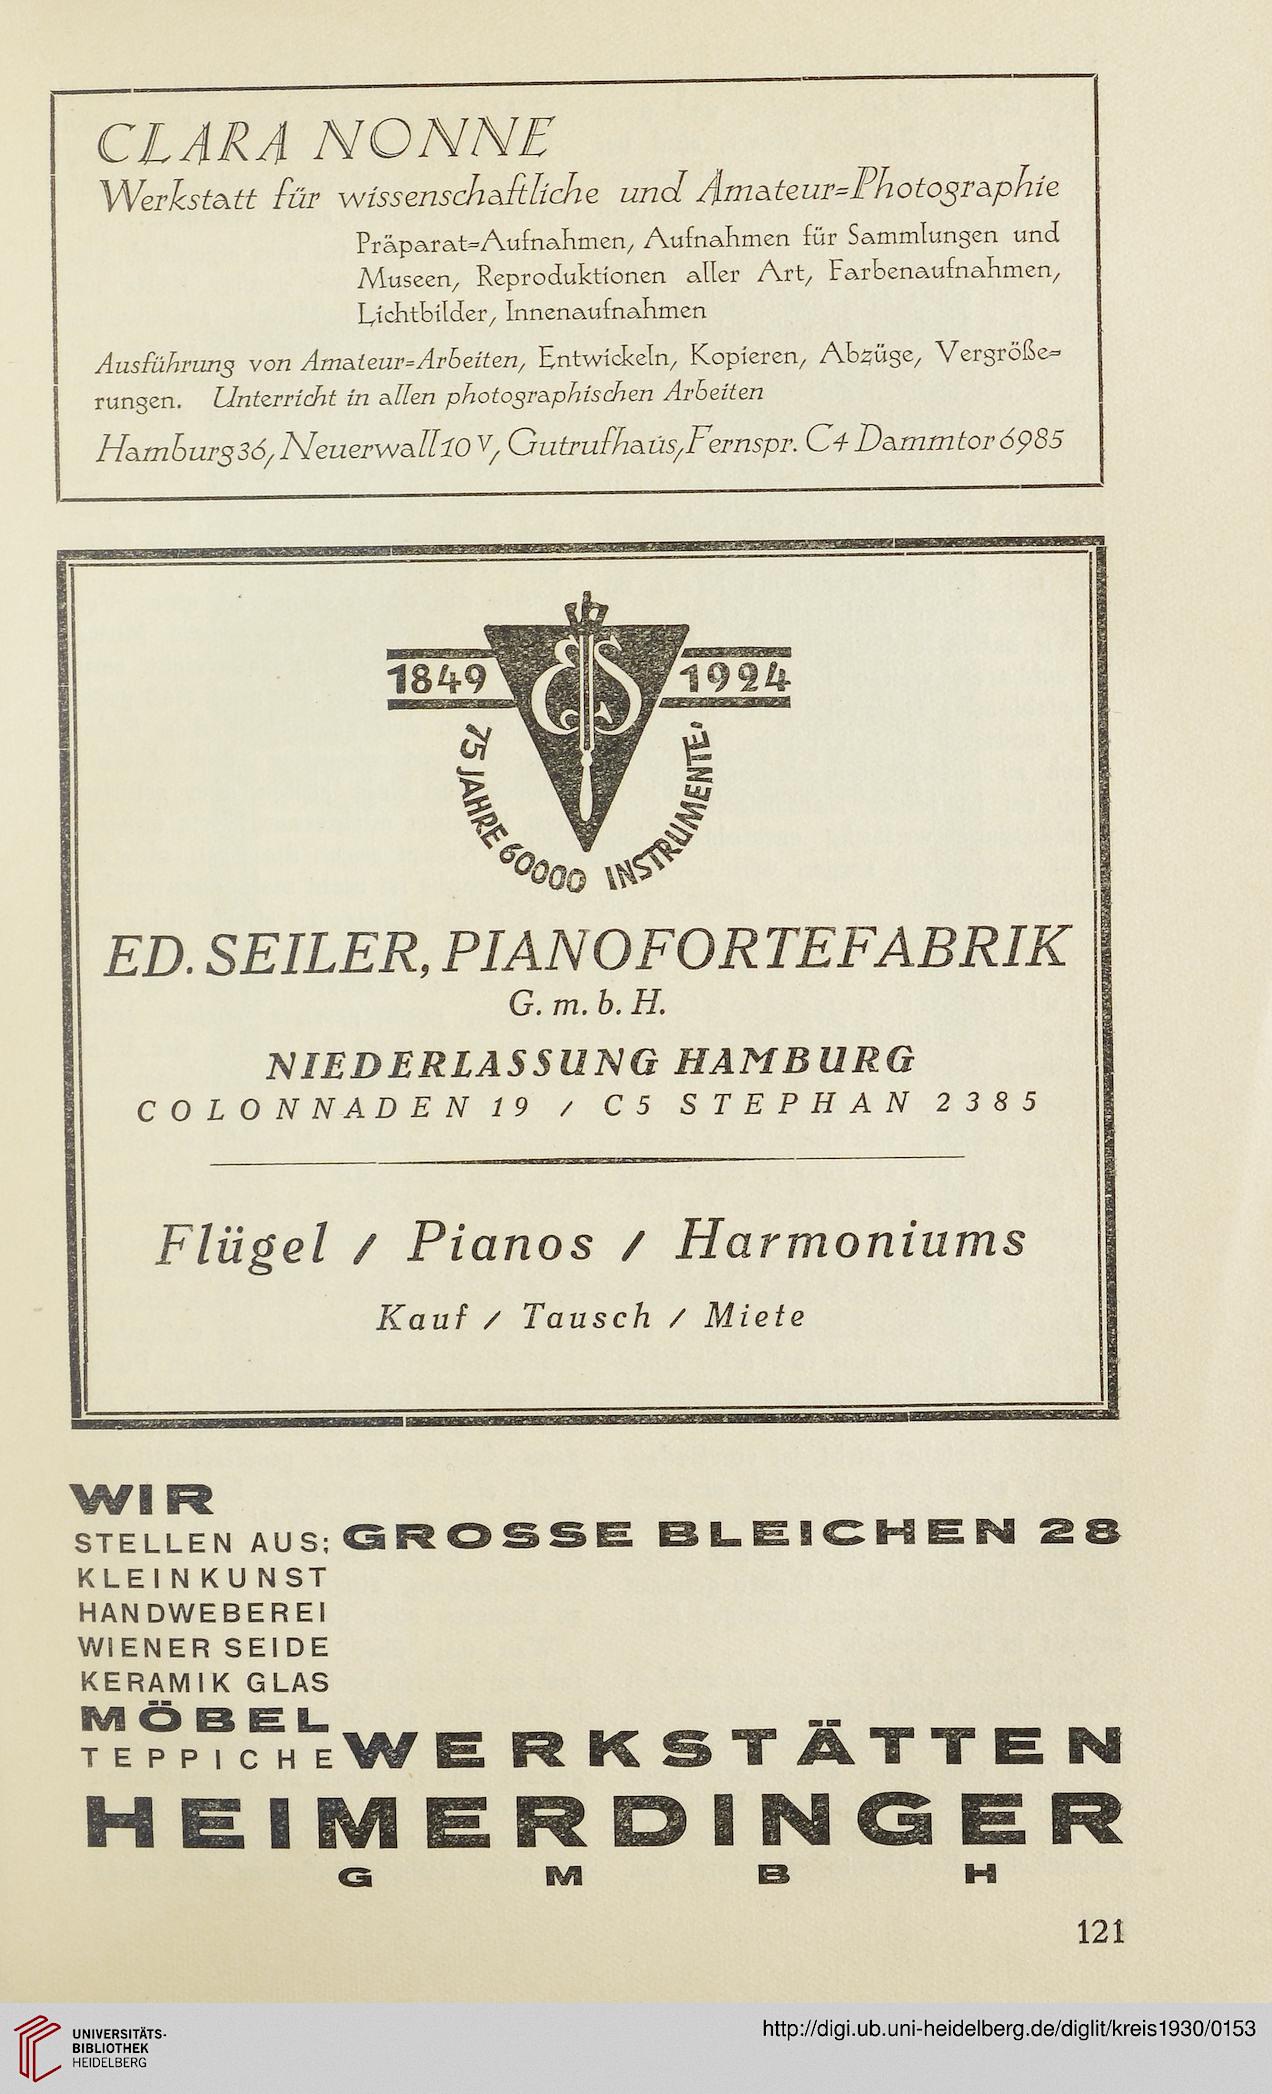 CLARA NONNE
Werkstatt für wissenschaftliche und Amateur=Photographie
Präparat=Aufnahmen, Aufnahmen für Sammlungen und
Museen, Reproduktionen aller Art, Farbenaufnahmen,
Lichtbilder, Innenaufnahmen
Ausführung von Amateur=Arbeiten, Entwickeln, Kopieren, Abzüge, Vergröße=
rungen. Unterricht in allen photographischen Arbeiten
Hamburg 36, Neuerwall 10 V, Gutrufhaus, Fernspr. C4 Dammtor 6985
1849 ES 1924
75 JAHRE 60000 INSTRUMENTE,
ED. SEILER, PIANOFORTEFABRIK
G. m. b. H.
NIEDERLASSUNG HAMBURG
COLONNADEN 19 / C5 STEPHAN 2385
Flügel / Pianos / Harmoniums
Kauf / Tausch / Miete
WIR
STELLEN AUS; GROSSE BLEICHEN 28
KLEINKUNST
HANDWEBEREI
WIENER SEIDE
KERAMIK GLAS
MÖBEL
TEPPICHE WERKSTÄTTEN
HEIMERDINGER
G M B H
121
UNIVERSITÄTS-
BIBLIOTHEK
HEIDELBERG
http://digi.ub.uni-heidelberg.de/diglit/kreis1930/0153